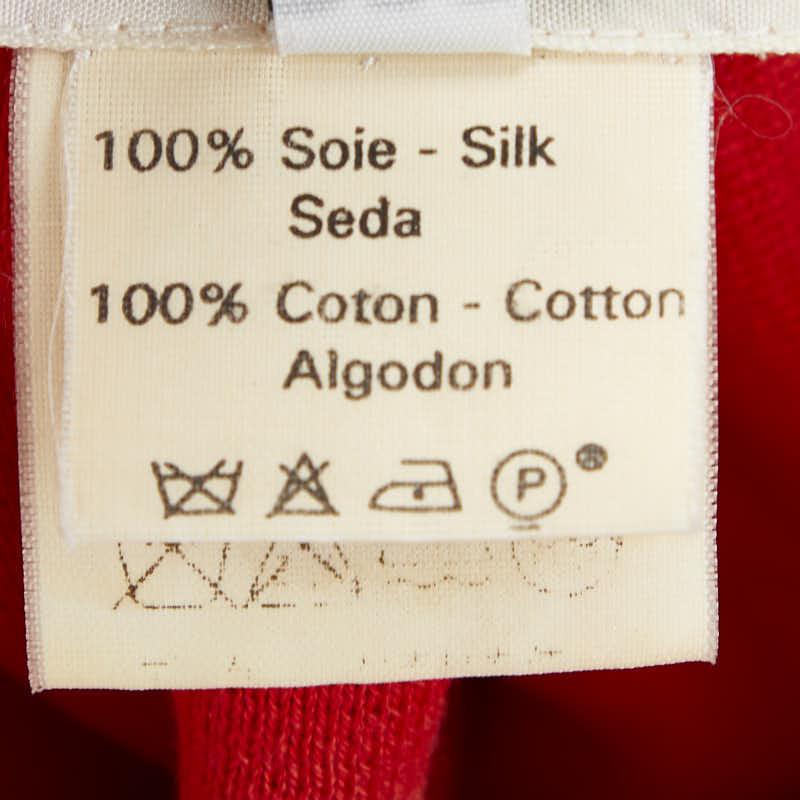 100% Soie - Silk
Seda
100% Coton - Cotton
Algodon
P ®